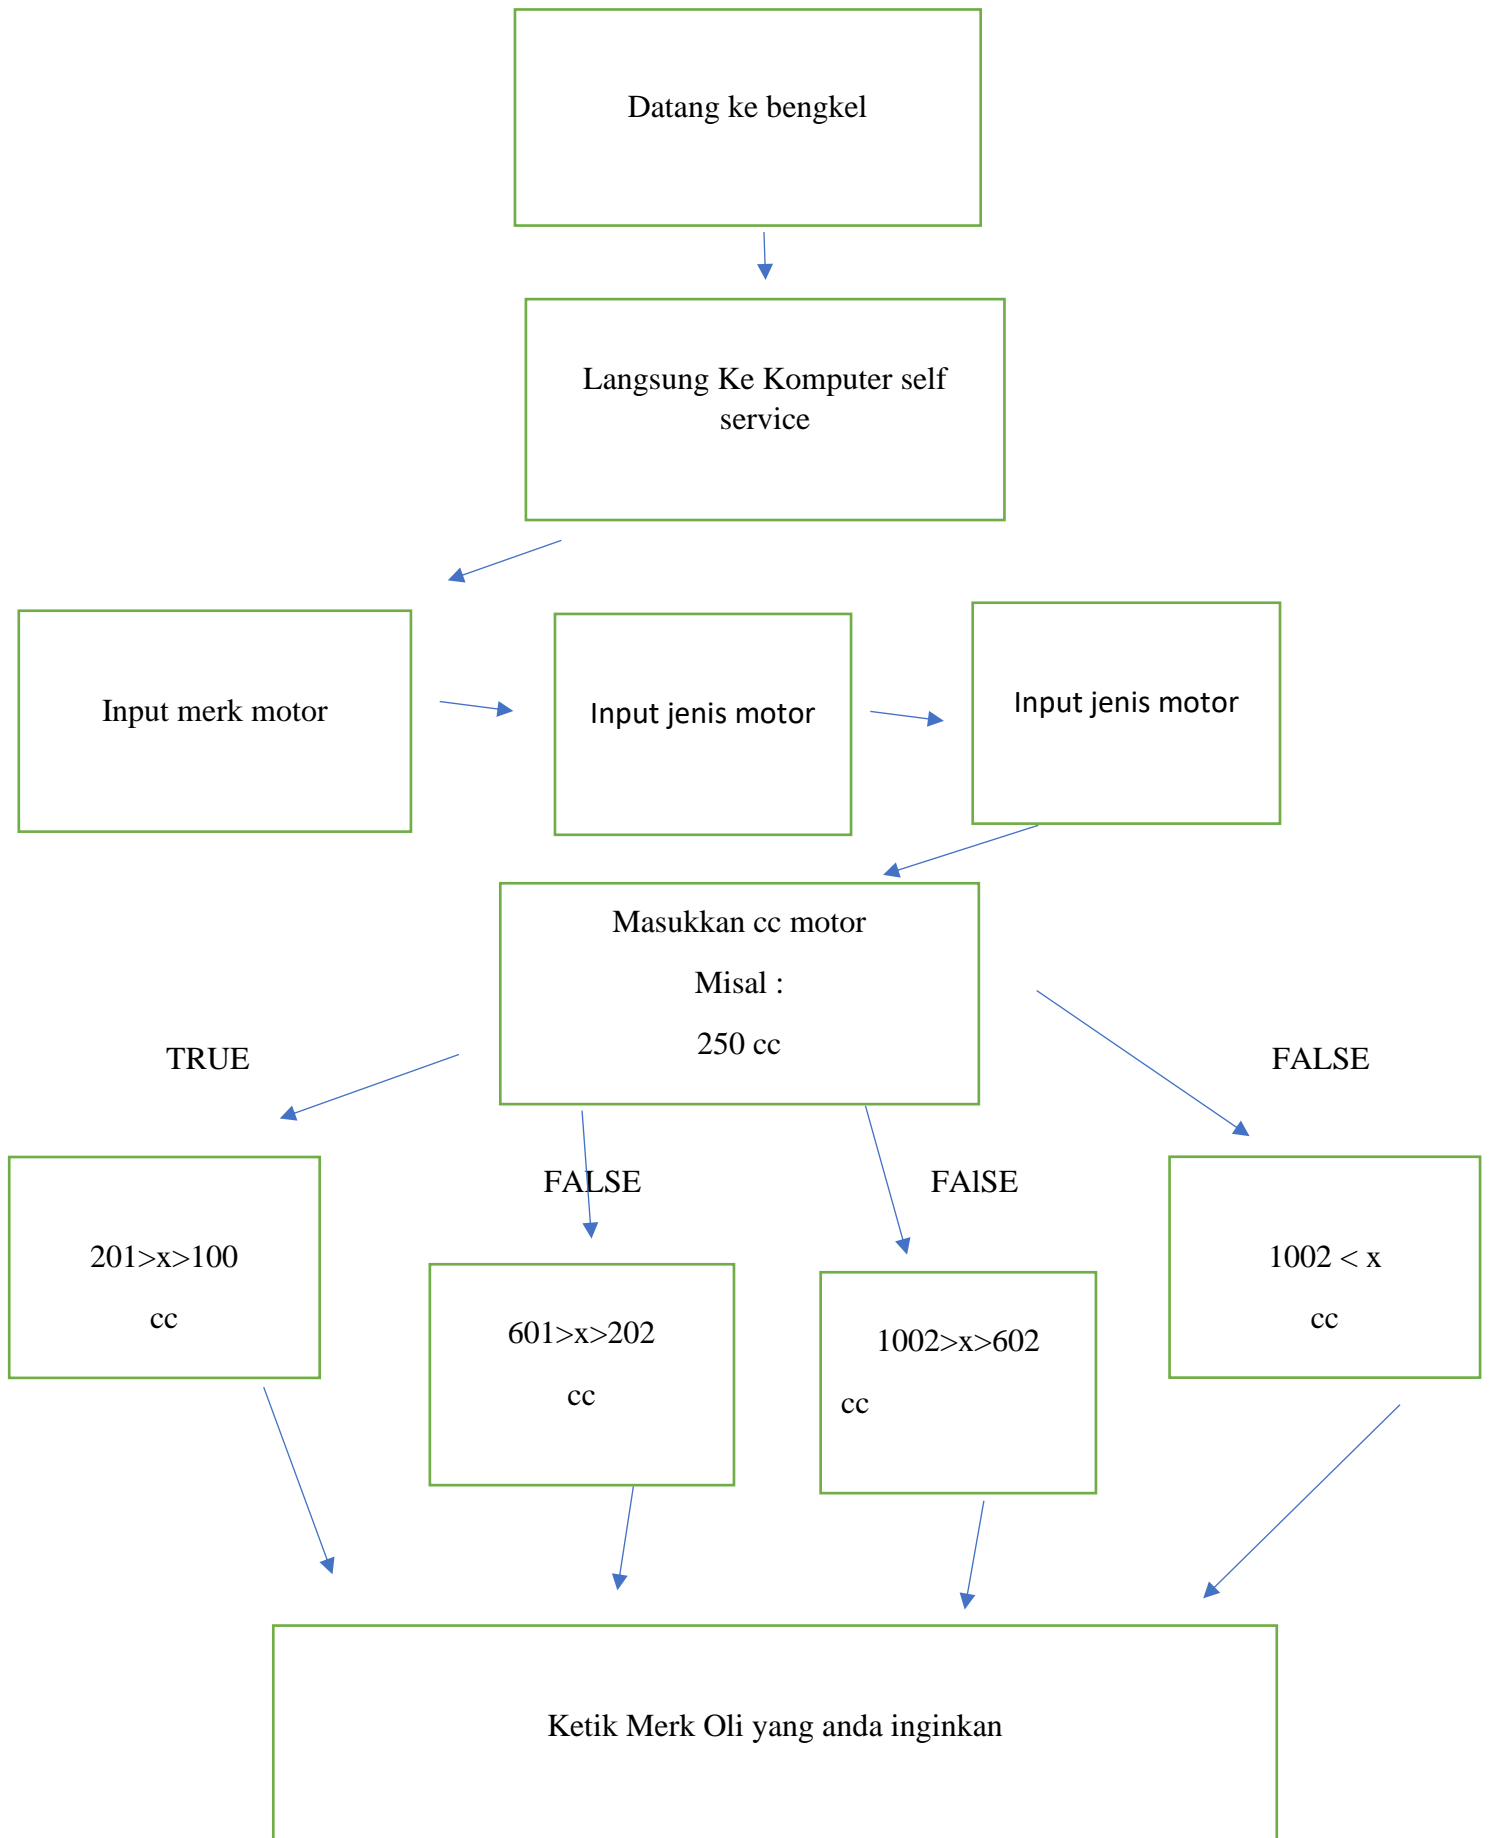 Datang ke bengkel
Langsung Ke Komputer self
service
Input merk motor
Input jenis motor
Input jenis motor
Masukkan cc motor
Misal :
250 cc
TRUE
FALSE
FALSE
FAlSE
201>x>100
cc
601>x>202
cc
1002>x>602
cc
1002 < x
cc
Ketik Merk Oli yang anda inginkan